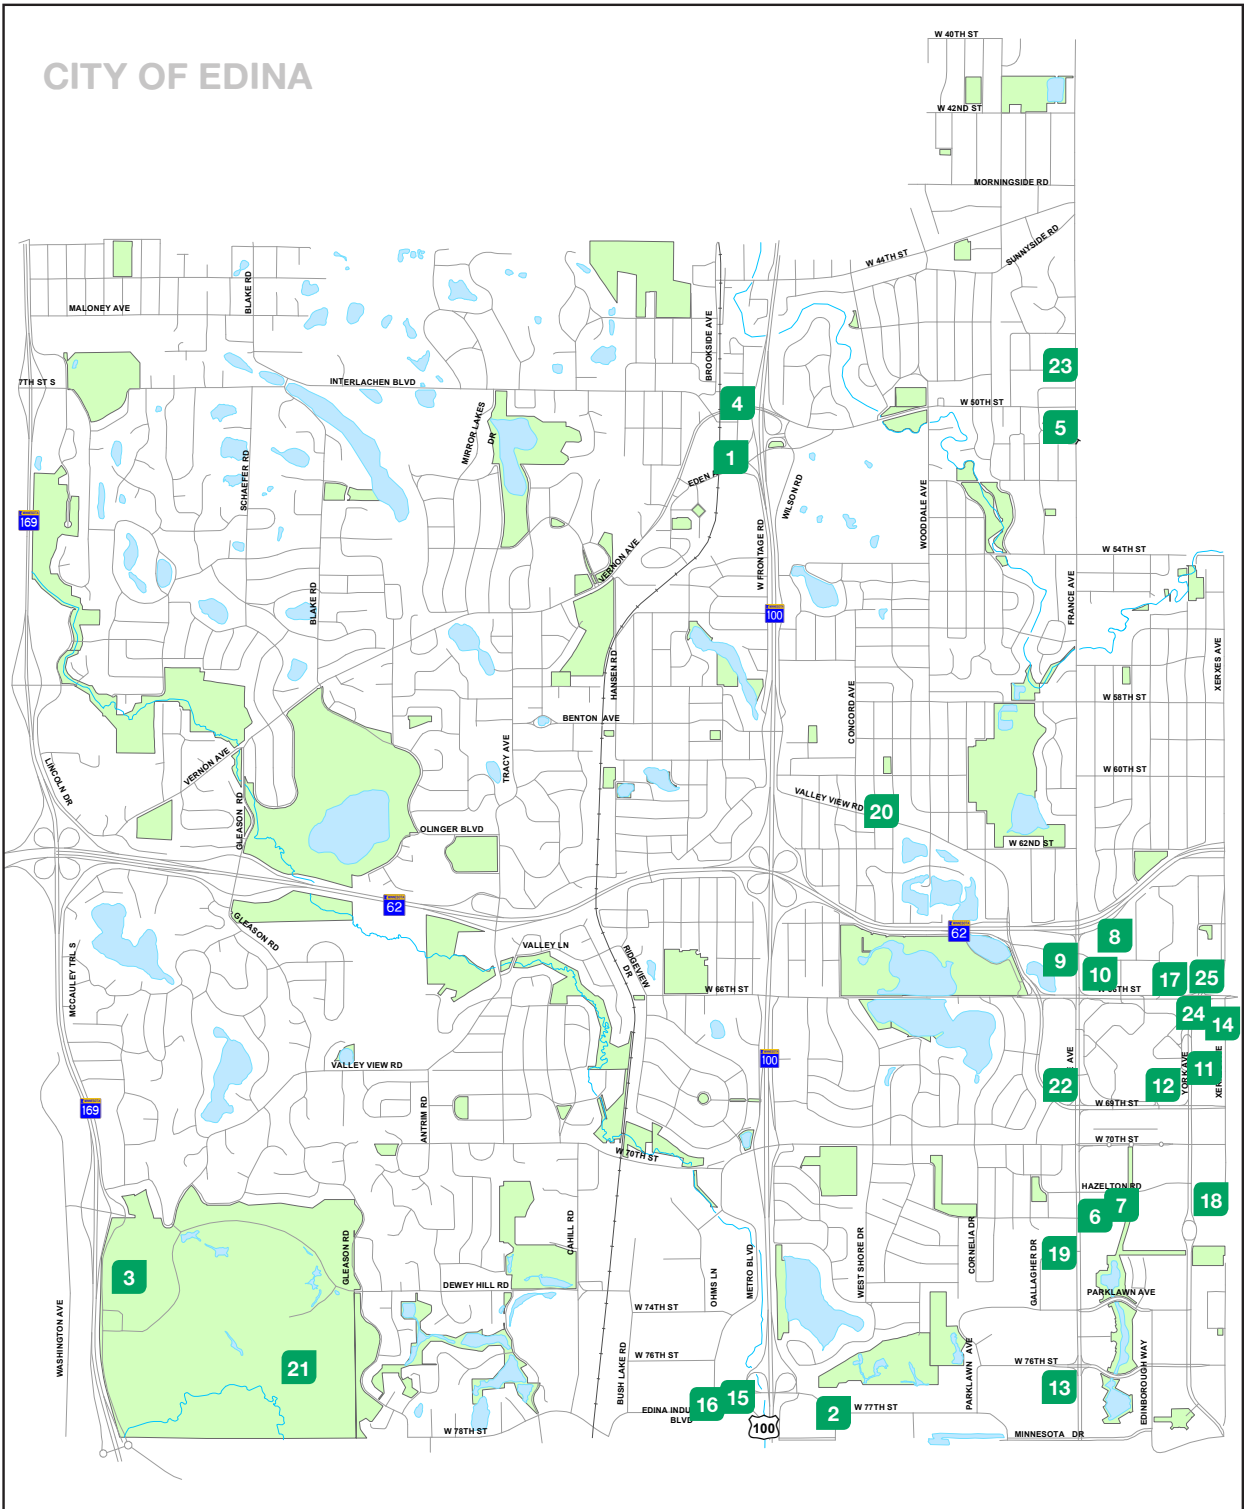 W 40TH ST
CITY OF EDINA
W 42ND ST
MORNINGSIDE RD
SUNNYSIDE RD
W 44TH ST
BLAKE RD
MALONEY AVE
BROOKSIDE AVE
23
7TH ST S
INTERLACHEN BLVD
4
W 50TH ST
MIRROR LAKES
DR
5
1
EDEN
SCHAEFER RD
WILSON RD
WOODDALE AVE
169
W FRONTAGE RD
VERNON AVE
W 54TH ST
BLAKE RD
FRANCE AVE
100
HANSEN RD
XERXES AVE
W 58TH ST
CONCORD AVE
BENTON AVE
TRACY AVE
VERNON AVE
LINCOLN DR
W 60TH ST
VALLEY VIEW RD
20
GLEASON RD
OLINGER BLVD
W 62ND ST
62
GLEASON RD
62
8
VALLEY LN
RIDGEVIEW
DR
9
10
17
25
MCCAULEY TRL S
W 66TH ST
24
14
100
VALLEY VIEW RD
AVE
YORK AVE
11
22
12
169
W 69TH ST
ANTRIM RD
W 70TH ST
W 70TH ST
HAZELTON RD
18
7
6
CAHILL RD
GLEASON RD
WEST SHORE DR
CORNELIA DR
GALLAGHER DR
19
3
METRO BLVD
OHMS LN
DEWEY HILL RD
PARKLAWN AVE
W 74TH ST
WASHINGTON AVE
BUSH LAKE RD
W 76TH ST
PARKLAWN AVE
W 76TH ST
EDINBOROUGH WAY
21
13
16
15
EDINA INDU
BLVD
2
W 77TH ST
100
W 78TH ST
MINNESOTA DR